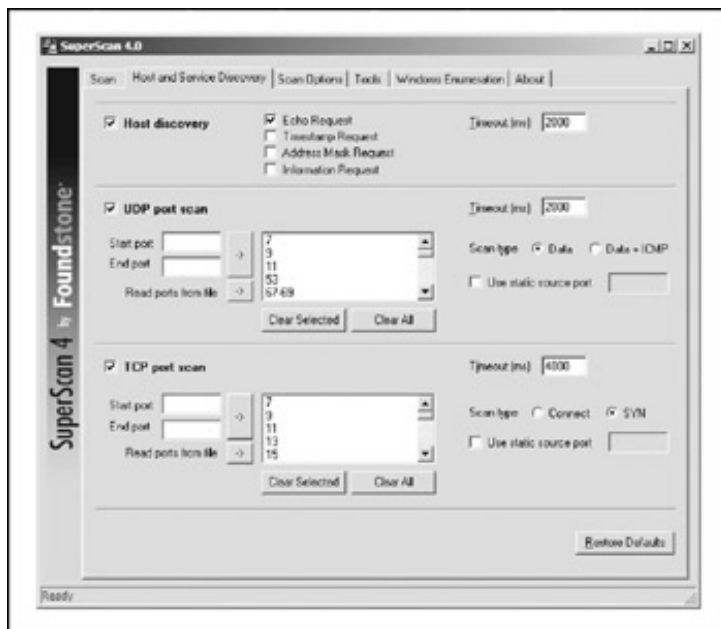 SuperScan 4.0
Scan Host and Service Discovery Scan Options Tools Windows Enumeration About
Host discovery
Echo Request
Timestamp Request
Address Mask Request
Information Request
Timeout (ms) 2000
UDP port scan
Timeout (ms) 2000
Start port
End port
Read ports from file ->
->
7
9
11
53
67-69
Clear Selected Clear All
Scan type Data Data + ICMP
Use static source port
TCP port scan
Timeout (ms) 4000
Start port
End port
Read ports from file ->
->
7
9
11
13
15
Clear Selected Clear All
Scan type Connect SYN
Use static source port
Restore Defaults
SuperScan 4 by Foundstone
Ready